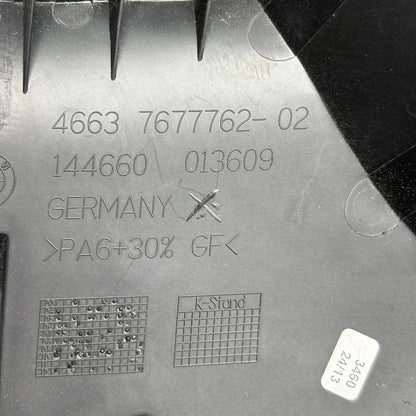 4663 7677762-02
144660 013609
GERMANY X
>PA6+30% GF<
K-Stand
3460
24/13